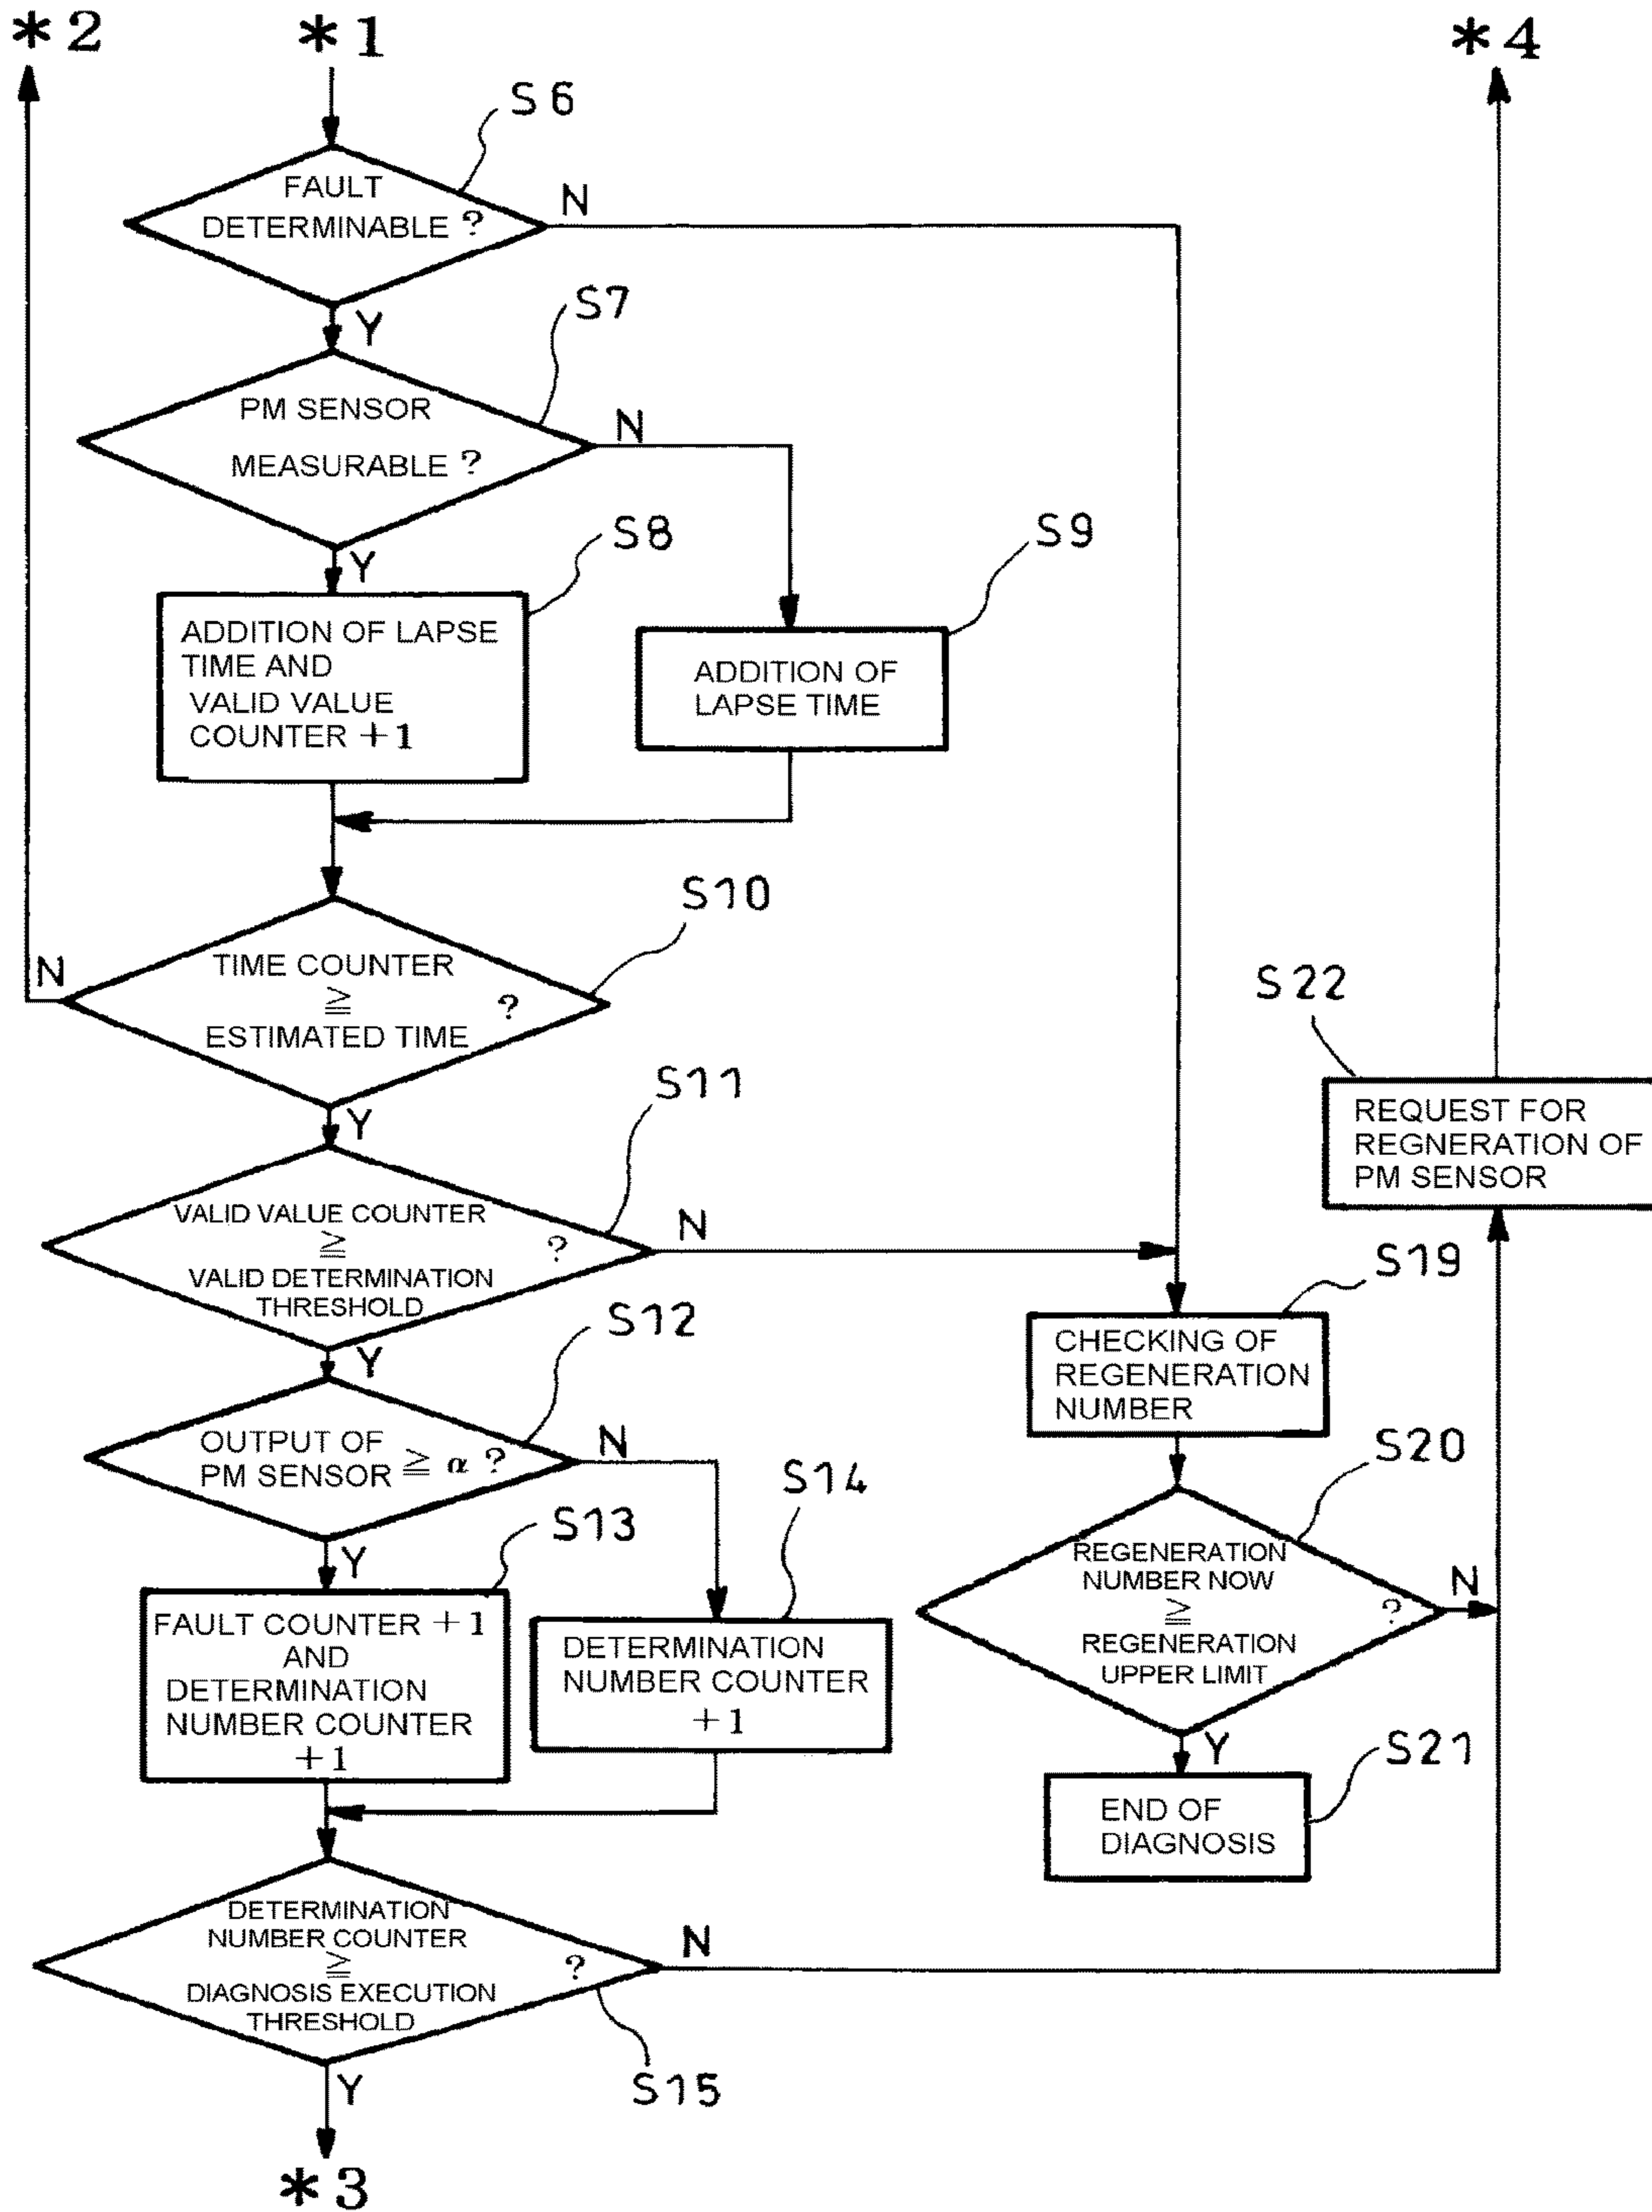 *2
*1
*4
S6
FAULT
DETERMINABLE ?
N
Y
S7
PM SENSOR
MEASURABLE ?
N
Y
S8
ADDITION OF LAPSE
TIME AND
VALID VALUE
COUNTER +1
S9
ADDITION OF
LAPSE TIME
S10
TIME COUNTER
≧ ?
ESTIMATED TIME
N
Y
S11
VALID VALUE COUNTER
≧ ?
VALID DETERMINATION
THRESHOLD
N
Y
S12
OUTPUT OF
PM SENSOR ≧ α ?
N
Y
S13
FAULT COUNTER +1
AND
DETERMINATION
NUMBER COUNTER
+1
S14
DETERMINATION
NUMBER COUNTER
+1
DETERMINATION
NUMBER COUNTER
≧ ?
DIAGNOSIS EXECUTION
THRESHOLD
N
Y
S15
*3
S19
CHECKING OF
REGENERATION
NUMBER
S20
REGENERATION
NUMBER NOW
≧ ?
REGENERATION
UPPER LIMIT
N
Y
S21
END OF
DIAGNOSIS
S22
REQUEST FOR
REGNERATION OF
PM SENSOR